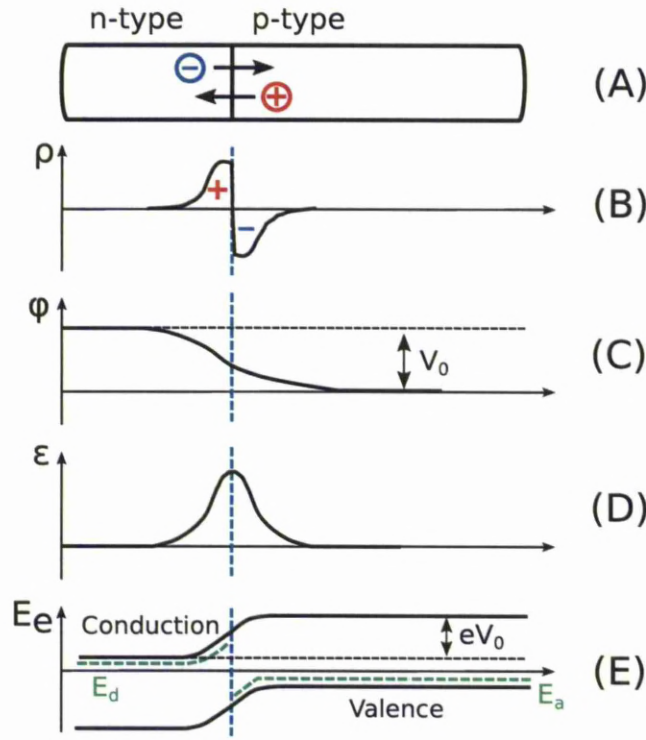 n-type p-type
− 
+
(A)
ρ
+
−
(B)
φ
V₀
(C)
ε
(D)
Ee
Conduction
eV₀
E_d
E_a
Valence
(E)